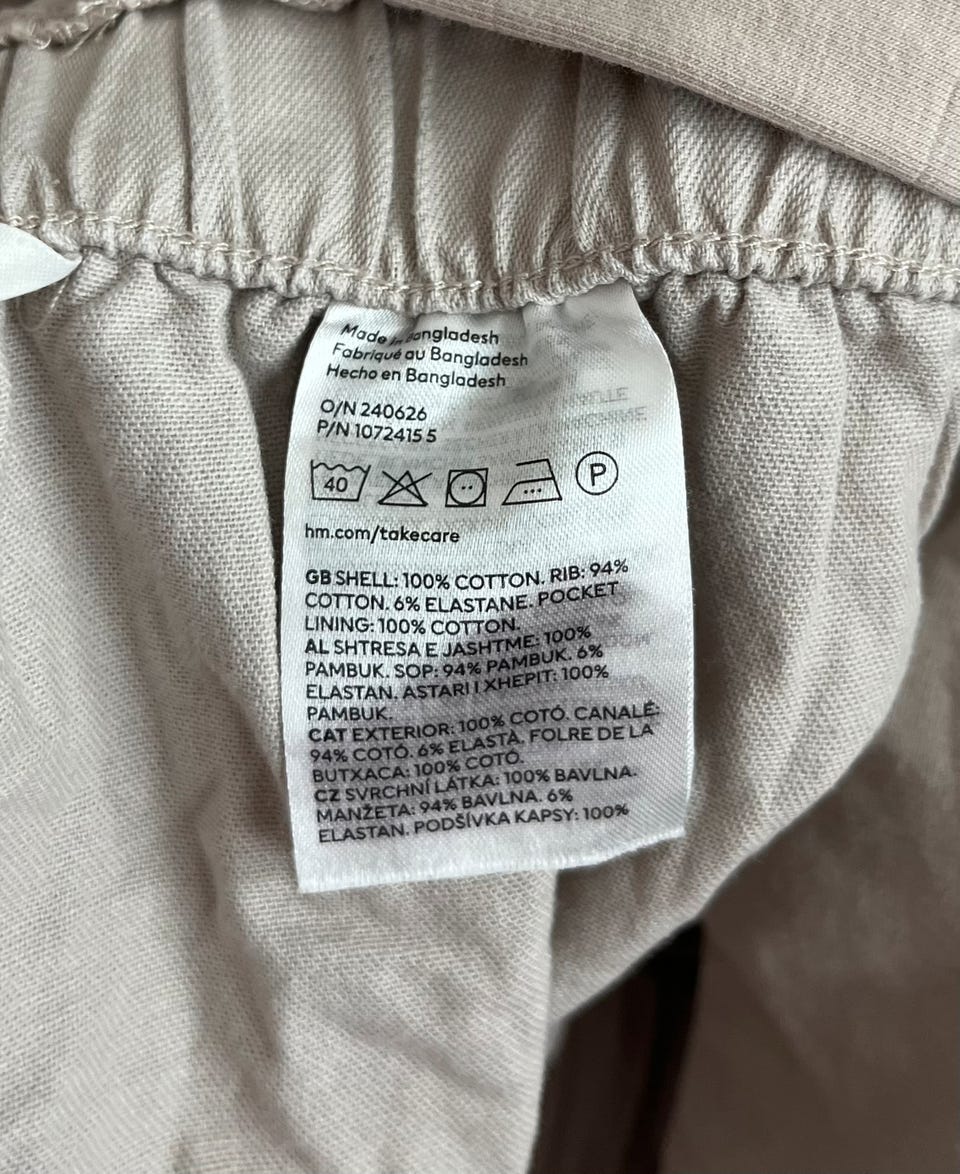 Made in Bangladesh
Fabriqué au Bangladesh
Hecho en Bangladesh
O/N 240626
P/N 1072415 5
40
P
hm.com/takecare
GB SHELL: 100% COTTON. RIB: 94%
COTTON. 6% ELASTANE. POCKET
LINING: 100% COTTON.
AL SHTRESA E JASHTME: 100%
PAMBUK. SOP: 94% PAMBUK. 6%
ELASTAN. ASTARI I XHEPIT: 100%
PAMBUK.
CAT EXTERIOR: 100% COTÓ. CANALÉ:
94% COTÓ. 6% ELASTÀ. FOLRE DE LA
BUTXACA: 100% COTÓ.
CZ SVRCHNÍ LÁTKA: 100% BAVLNA.
MANŽETA: 94% BAVLNA. 6%
ELASTAN. PODŠÍVKA KAPSY: 100%